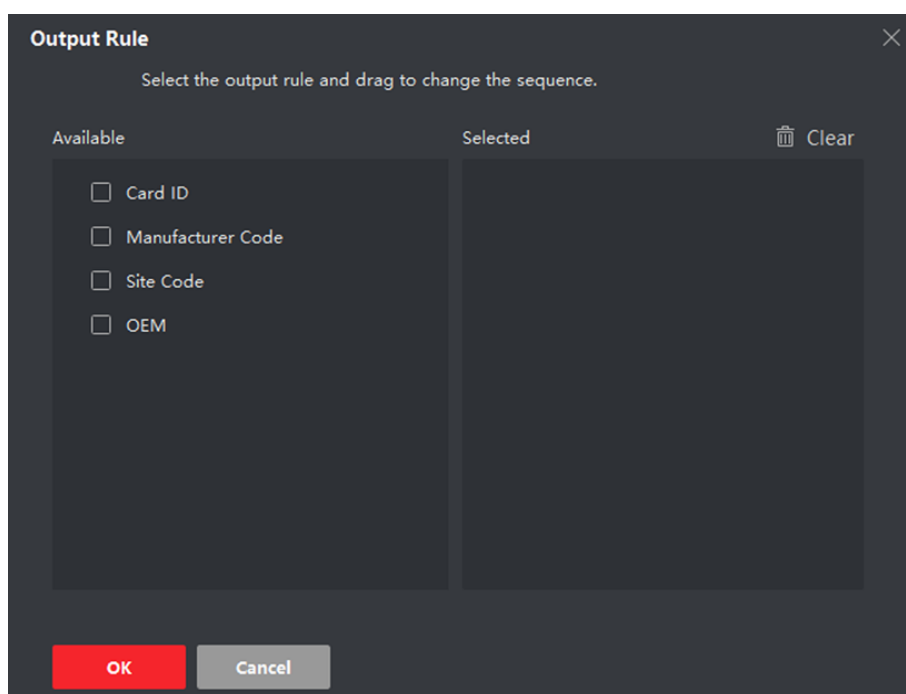 Output Rule
Select the output rule and drag to change the sequence.
Available
Selected
Clear
Card ID
Manufacturer Code
Site Code
OEM
OK
Cancel